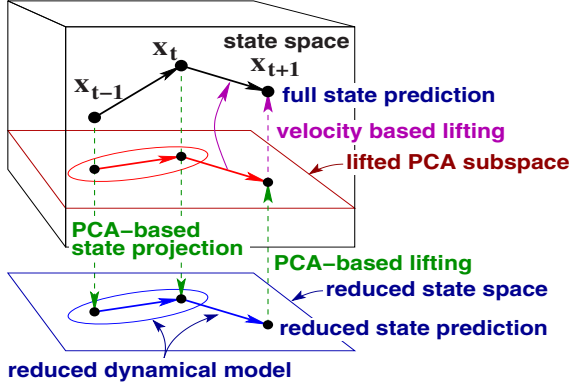 state space
x_t
x_{t−1}
x_{t+1}
full state prediction
velocity based lifting
lifted PCA subspace
PCA−based
state projection
PCA−based lifting
reduced state space
reduced state prediction
reduced dynamical model